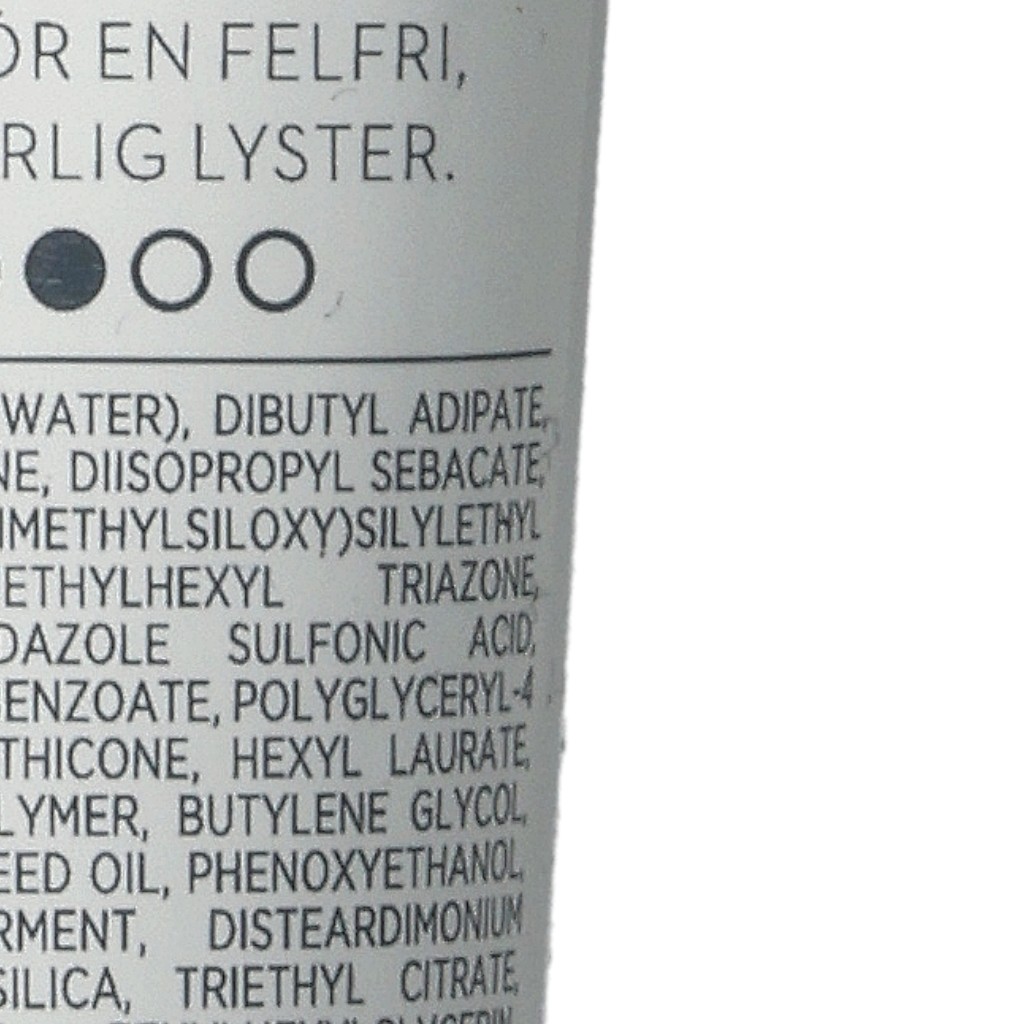 ÖR EN FELFRI,
RLIG LYSTER.
WATER), DIBUTYL ADIPATE,
NE, DIISOPROPYL SEBACATE,
IMETHYLSILOXY)SILYLETHYL
ETHYLHEXYL TRIAZONE,
DAZOLE SULFONIC ACID,
BENZOATE, POLYGLYCERYL-4
THICONE, HEXYL LAURATE,
LYMER, BUTYLENE GLYCOL,
EED OIL, PHENOXYETHANOL,
RMENT, DISTEARDIMONIUM
SILICA, TRIETHYL CITRATE,